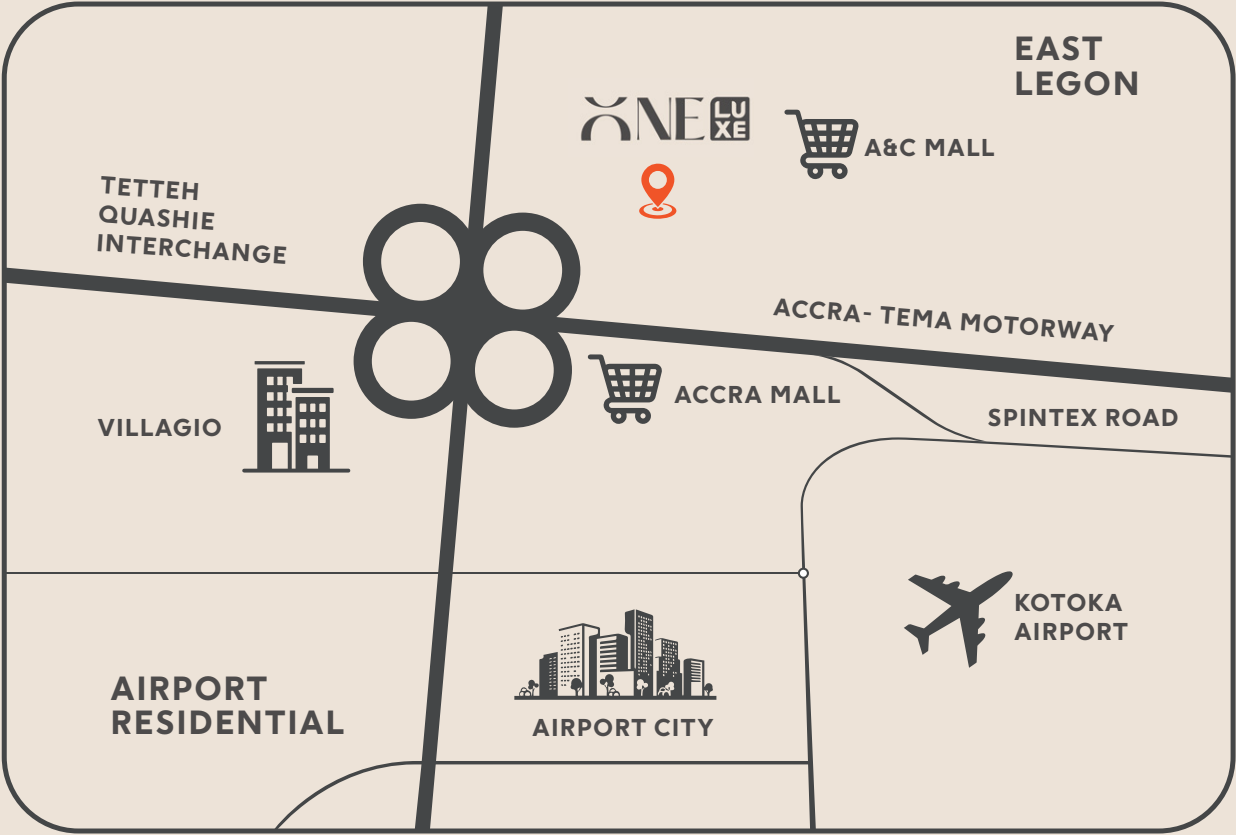 EAST
LEGON
ONE LUXE
A&C MALL
TETTEH
QUASHIE
INTERCHANGE
ACCRA- TEMA MOTORWAY
ACCRA MALL
SPINTEX ROAD
VILLAGIO
KOTOKA
AIRPORT
AIRPORT
RESIDENTIAL
AIRPORT CITY